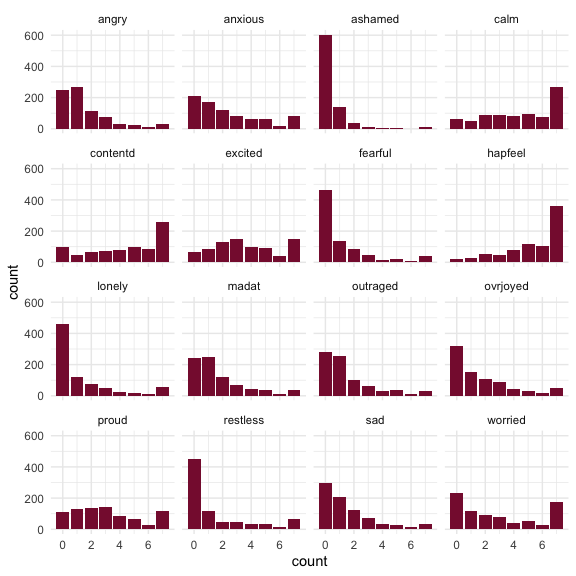 angry anxious ashamed calm
600
400
200
0
contentd excited fearful hapfeel
600
400
200
0
lonely madat outraged ovrjoyed
600
400
200
0
proud restless sad worried
600
400
200
0
0 2 4 6 0 2 4 6 0 2 4 6 0 2 4 6
count
count